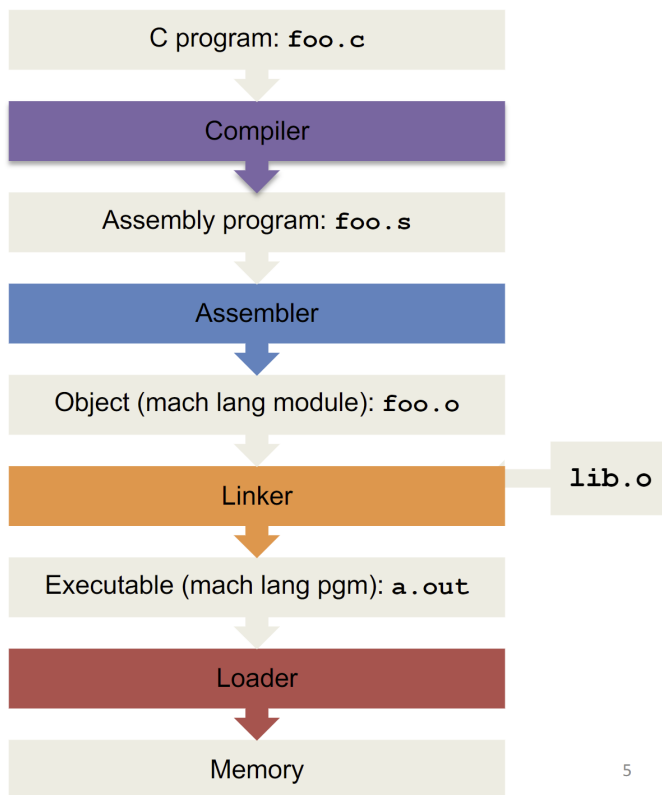 C program: foo.c
Compiler
Assembly program: foo.s
Assembler
Object (mach lang module): foo.o
lib.o
Linker
Executable (mach lang pgm): a.out
Loader
Memory
5